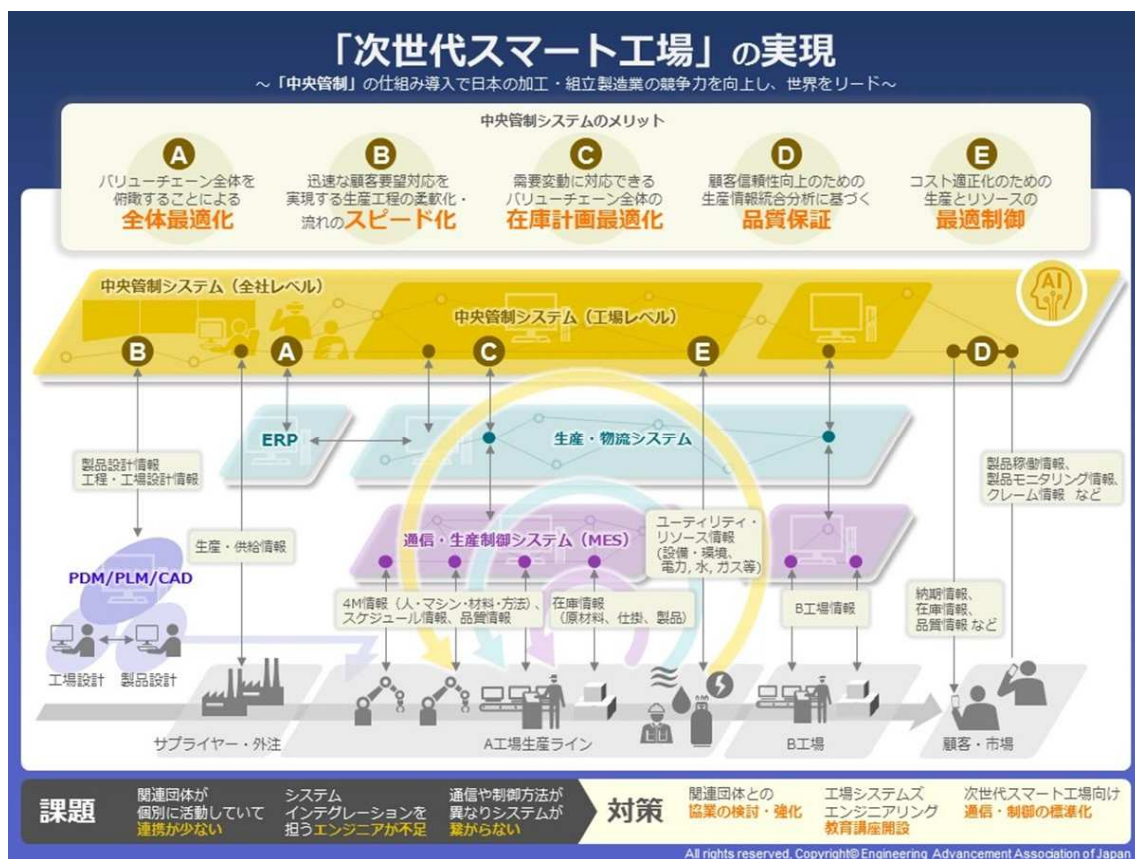 「次世代スマート工場」の実現
～「中央管制」の仕組み導入で日本の加工・組立製造業の競争力を向上し、世界をリード～
中央管制システムのメリット
A
バリューチェーン全体を
俯瞰することによる
全体最適化
B
迅速な顧客要望対応を
実現する生産工程の柔軟化・
流れのスピード化
C
需要変動に対応できる
バリューチェーン全体の
在庫計画最適化
D
顧客信頼性向上のための
生産情報統合分析に基づく
品質保証
E
コスト適正化のための
生産とリソースの
最適制御
中央管制システム（全社レベル）
AI
中央管制システム（工場レベル）
B
A
C
E
D
ERP
生産・物流システム
製品設計情報
工程・工場設計情報
製品稼働情報、
製品モニタリング情報、
クレーム情報 など
生産・供給情報
通信・生産制御システム（MES）
ユーティリティ・
リソース情報
(設備・環境、
電力, 水, ガス等)
PDM/PLM/CAD
4M情報（人・マシン・材料・方法）、
スケジュール情報、品質情報
在庫情報
（原材料、仕掛、製品）
B工場情報
納期情報、
在庫情報、
品質情報 など
工場設計
製品設計
サプライヤー・外注
A工場生産ライン
B工場
顧客・市場
課題
関連団体が
個別に活動していて
連携が少ない
システム
インテグレーションを
担うエンジニアが不足
通信や制御方法が
異なりシステムが
繋がらない
対策
関連団体との
協業の検討・強化
工場システムズ
エンジニアリング
教育講座開設
次世代スマート工場向け
通信・制御の標準化
All rights reserved, Copyright© Engineering Advancement Association of Japan